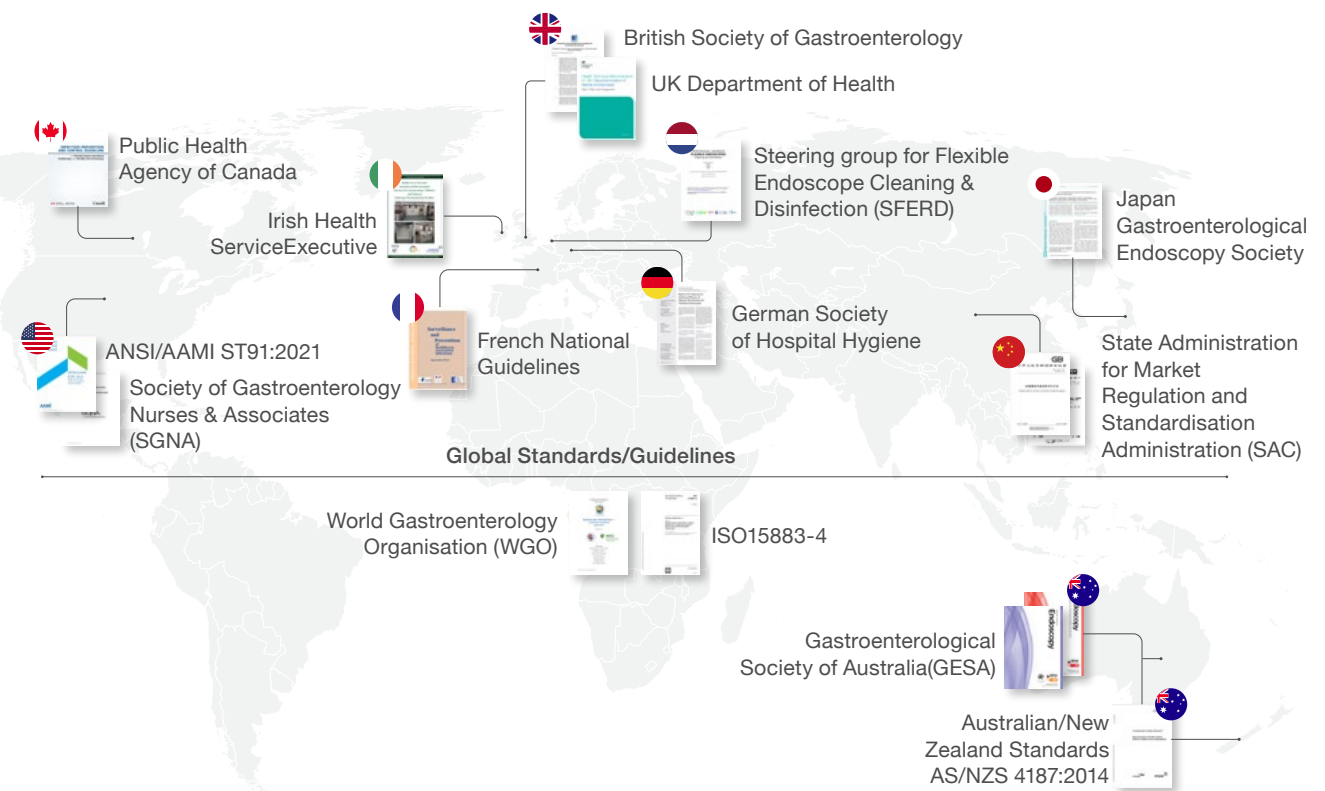 British Society of Gastroenterology
UK Department of Health
Public Health
Agency of Canada
Irish Health
ServiceExecutive
Steering group for Flexible
Endoscope Cleaning &
Disinfection (SFERD)
Japan
Gastroenterological
Endoscopy Society
ANSI/AAMI ST91:2021
Society of Gastroenterology
Nurses & Associates
(SGNA)
French National
Guidelines
German Society
of Hospital Hygiene
State Administration
for Market
Regulation and
Standardisation
Administration (SAC)
Global Standards/Guidelines
World Gastroenterology
Organisation (WGO)
ISO15883-4
Gastroenterological
Society of Australia(GESA)
Endoscopy
Australian/New
Zealand Standards
AS/NZS 4187:2014